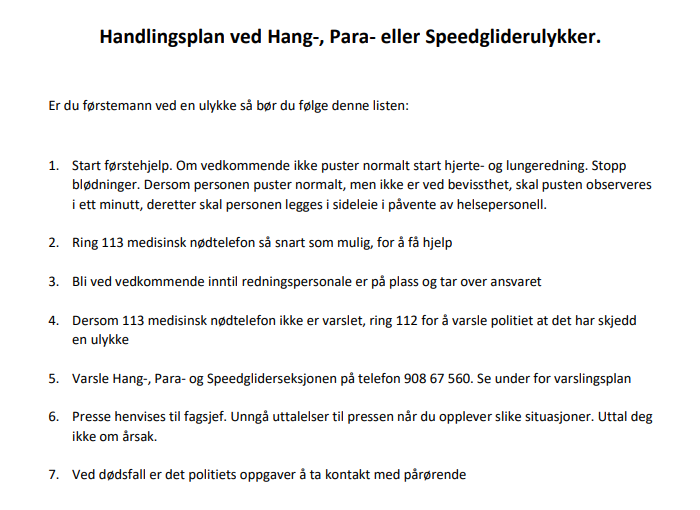 Handlingsplan ved Hang-, Para- eller Speedgliderulykker.
Er du førstemann ved en ulykke så bør du følge denne listen:
1. Start førstehjelp. Om vedkommende ikke puster normalt start hjerte- og lungeredning. Stopp
blødninger. Dersom personen puster normalt, men ikke er ved bevissthet, skal pusten observeres
i ett minutt, deretter skal personen legges i sideleie i påvente av helsepersonell.
2. Ring 113 medisinsk nødtelefon så snart som mulig, for å få hjelp
3. Bli ved vedkommende inntil redningspersonale er på plass og tar over ansvaret
4. Dersom 113 medisinsk nødtelefon ikke er varslet, ring 112 for å varsle politiet at det har skjedd
en ulykke
5. Varsle Hang-, Para- og Speedgliderseksjonen på telefon 908 67 560. Se under for varslingsplan
6. Presse henvises til fagsjef. Unngå uttalelser til pressen når du opplever slike situasjoner. Uttal deg
ikke om årsak.
7. Ved dødsfall er det politiets oppgaver å ta kontakt med pårørende